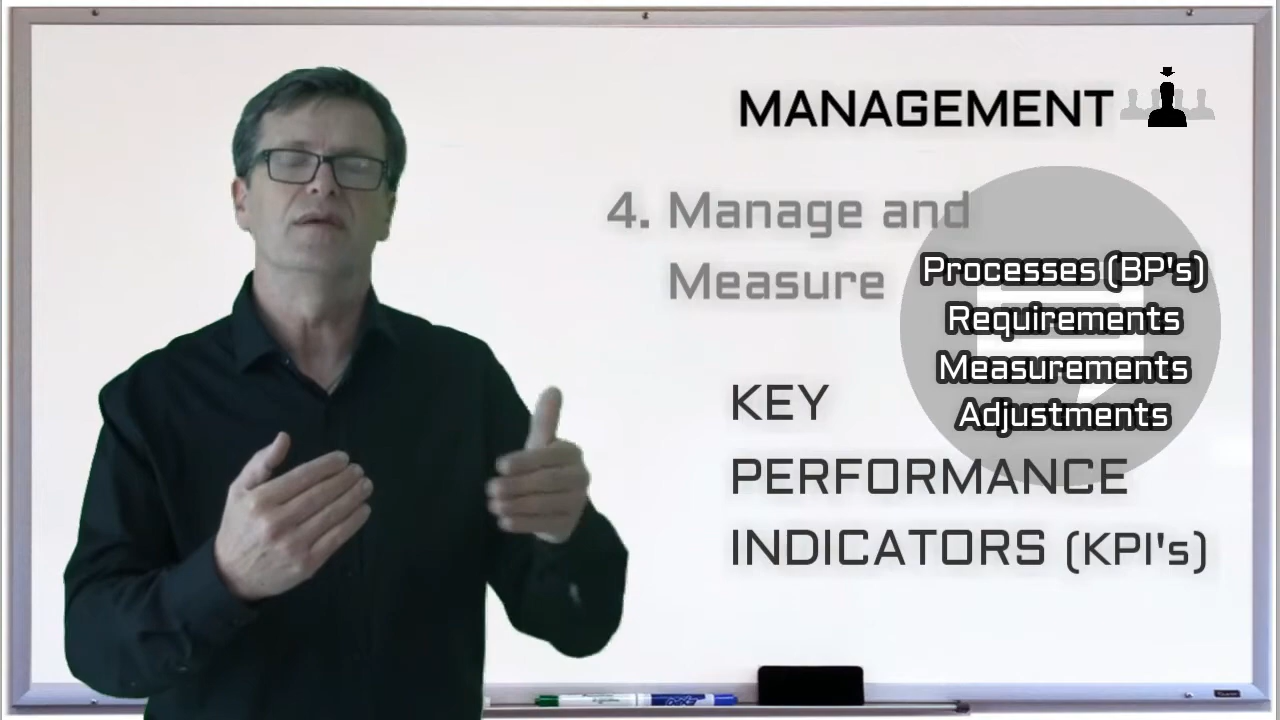 MANAGEMENT
4. Manage and
Measure
Processes (BP's)
Requirements
Measurements
Adjustments
KEY
PERFORMANCE
INDICATORS (KPI's)